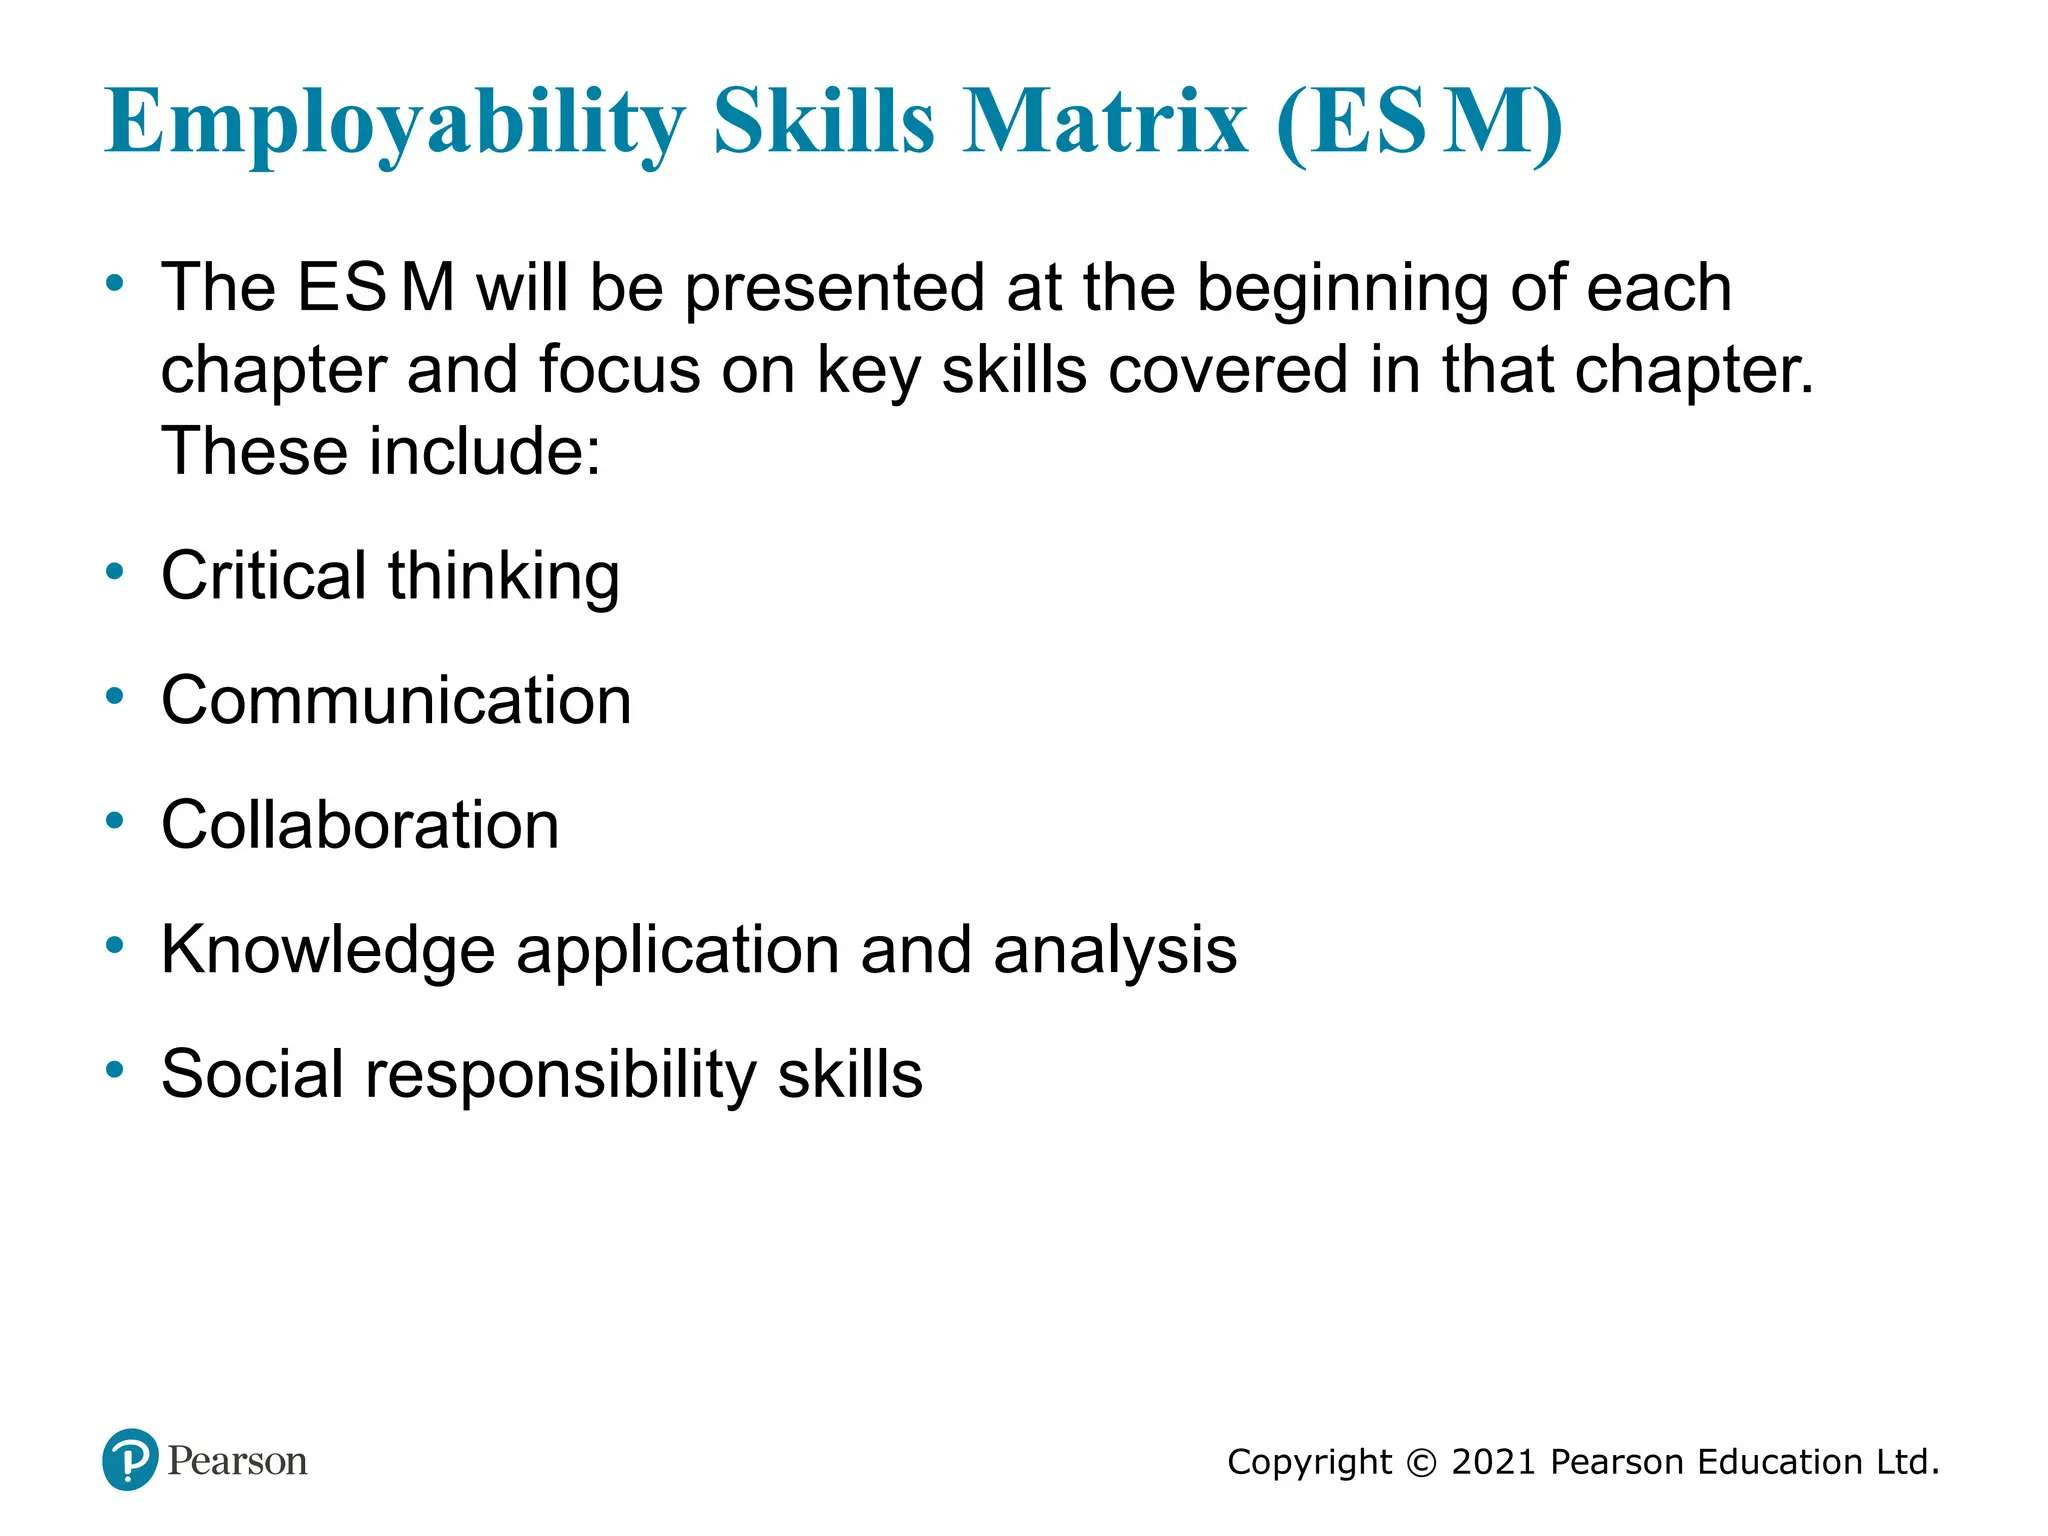 Employability Skills Matrix (ES M)
• The ES M will be presented at the beginning of each
chapter and focus on key skills covered in that chapter.
These include:
• Critical thinking
• Communication
• Collaboration
• Knowledge application and analysis
• Social responsibility skills
Pearson
Copyright © 2021 Pearson Education Ltd.